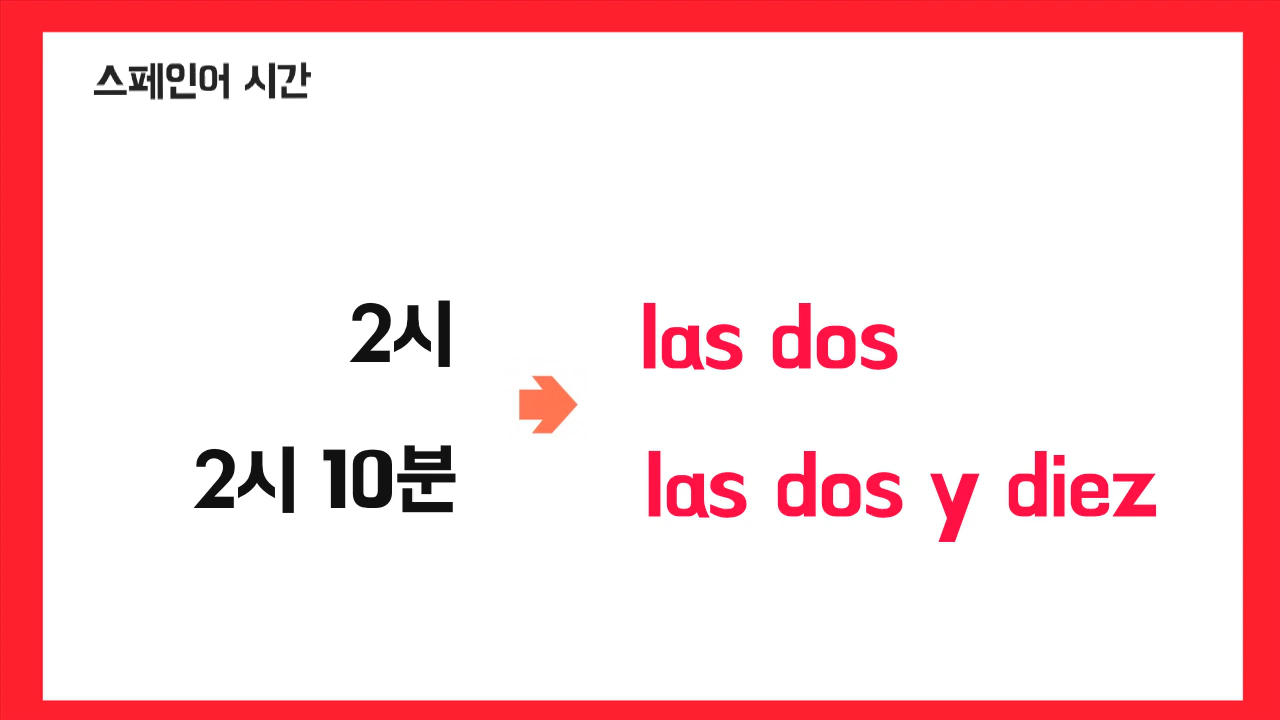 스페인어 시간
2시
las dos
2시 10분
las dos y diez